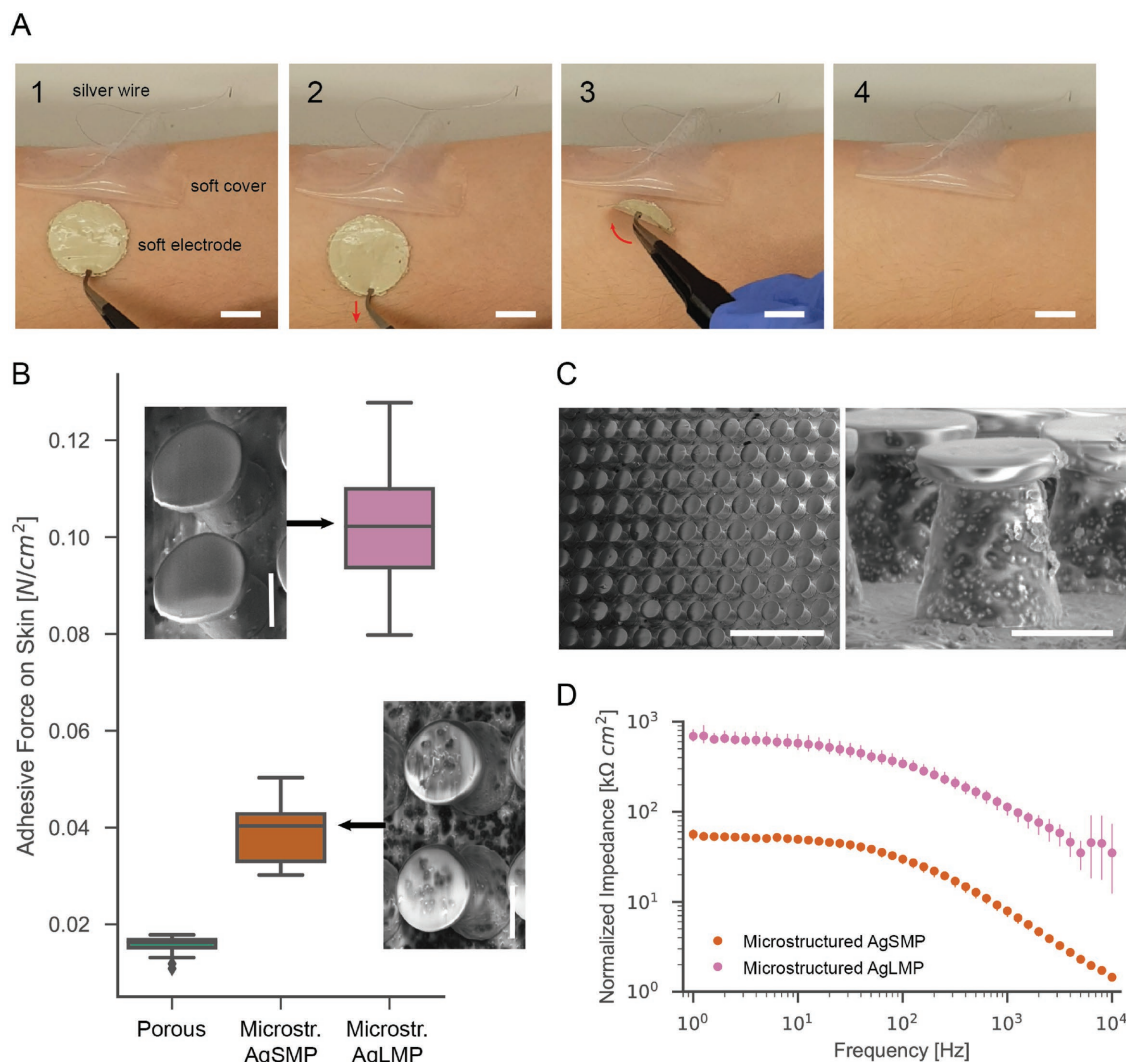 A
1
silver wire
soft cover
soft electrode
2
3
4
B
Adhesive Force on Skin [N/cm²]
0.12
0.10
0.08
0.06
0.04
0.02
Porous
Microstr.
AgSMP
Microstr.
AgLMP
C
D
Normalized Impedance [kΩ cm²]
10³
10²
10¹
10⁰
Microstructured AgSMP
Microstructured AgLMP
10⁰
10¹
10²
10³
10⁴
Frequency [Hz]